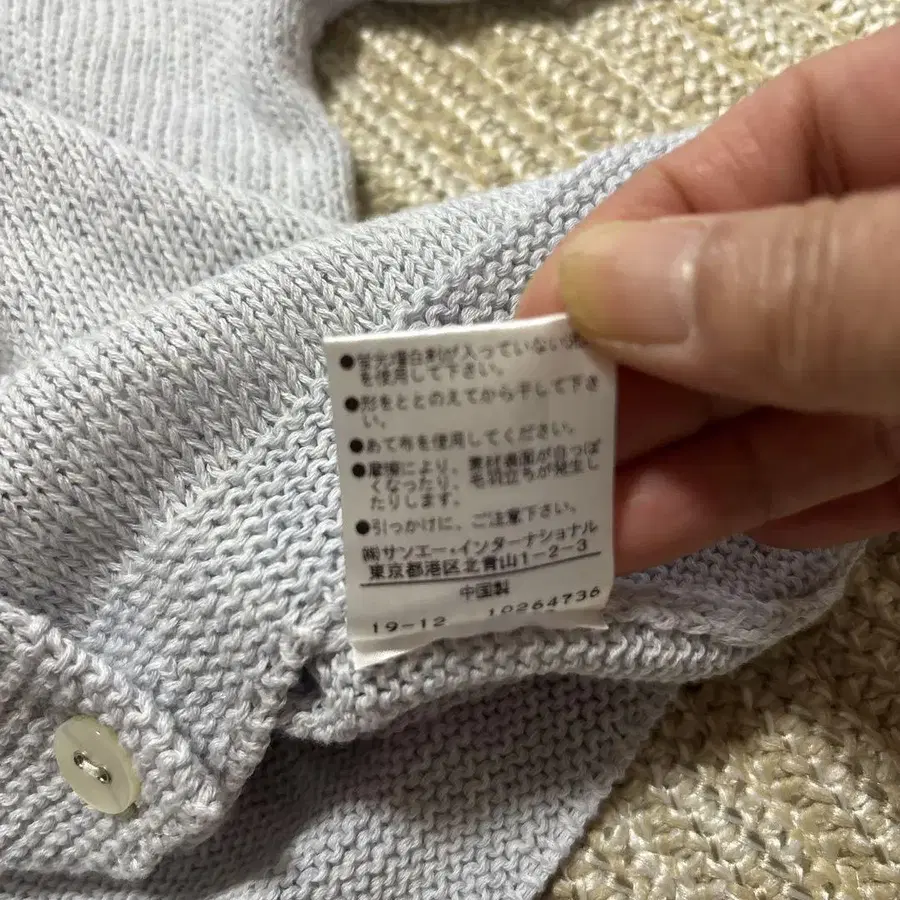 ●蛍光増白剤が入っていない
を使用して下さい。
●形をととのえてから干して下さ
い。
●あて布を使用してください。
●摩擦により、素材表面が白っぽ
くなったり、毛羽立ちが発生し
たりします。
●引っかけに、ご注意下さい。
㈱サンエー・インターナショナル
東京都港区北青山1-2-3
中国製
19-12 10264736